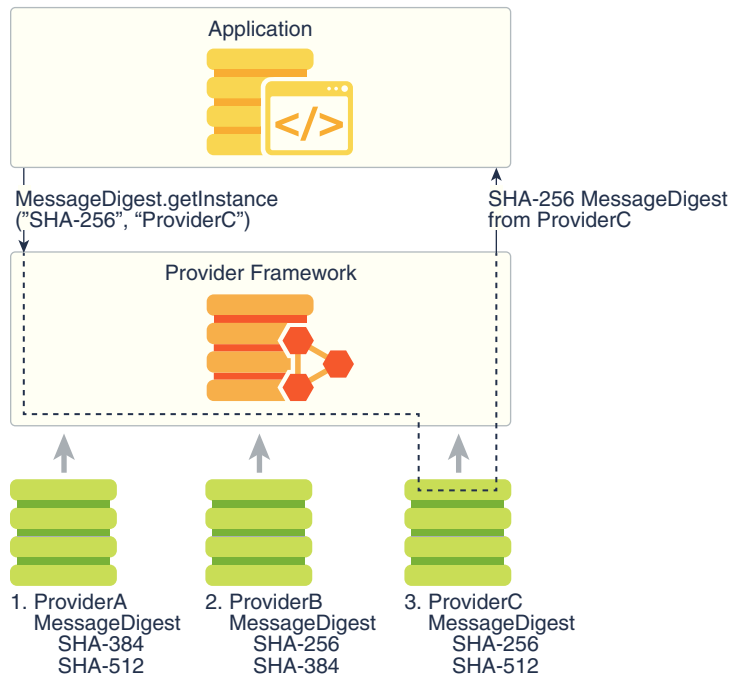 Application
</>
MessageDigest.getInstance
(”SHA-256”, “ProviderC”)
SHA-256 MessageDigest
from ProviderC
Provider Framework
1. ProviderA
MessageDigest
SHA-384
SHA-512
2. ProviderB
MessageDigest
SHA-256
SHA-384
3. ProviderC
MessageDigest
SHA-256
SHA-512